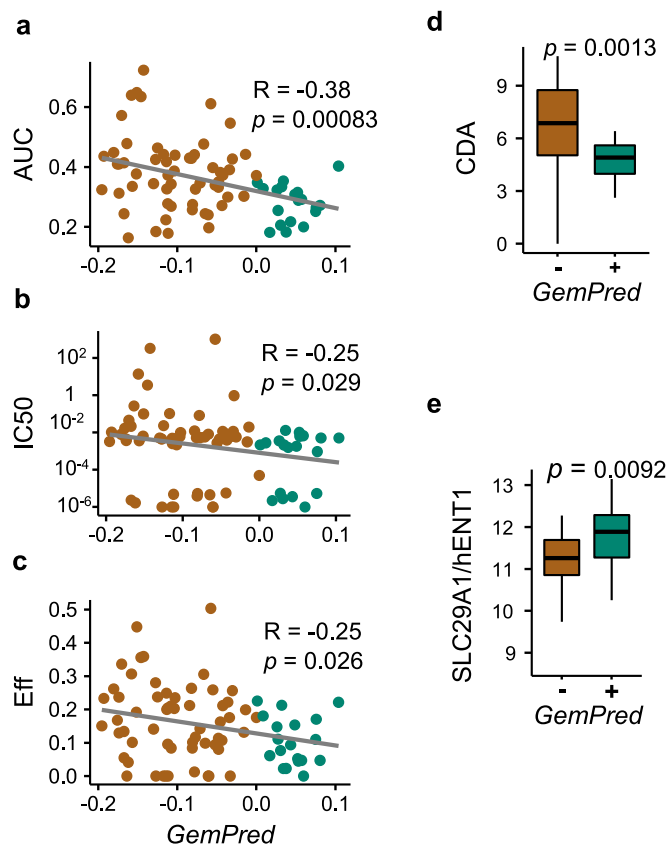 a
R = -0.38
p = 0.00083
AUC
0.6
0.4
0.2
-0.2 -0.1 0.0 0.1
b
R = -0.25
p = 0.029
IC50
10²
1
10⁻²
10⁻⁴
10⁻⁶
-0.2 -0.1 0.0 0.1
c
R = -0.25
p = 0.026
Eff
0.5
0.4
0.3
0.2
0.1
0.0
-0.2 -0.1 0.0 0.1
GemPred
d
p = 0.0013
CDA
9
6
3
0
- +
GemPred
e
p = 0.0092
SLC29A1/hENT1
13
12
11
10
9
- +
GemPred